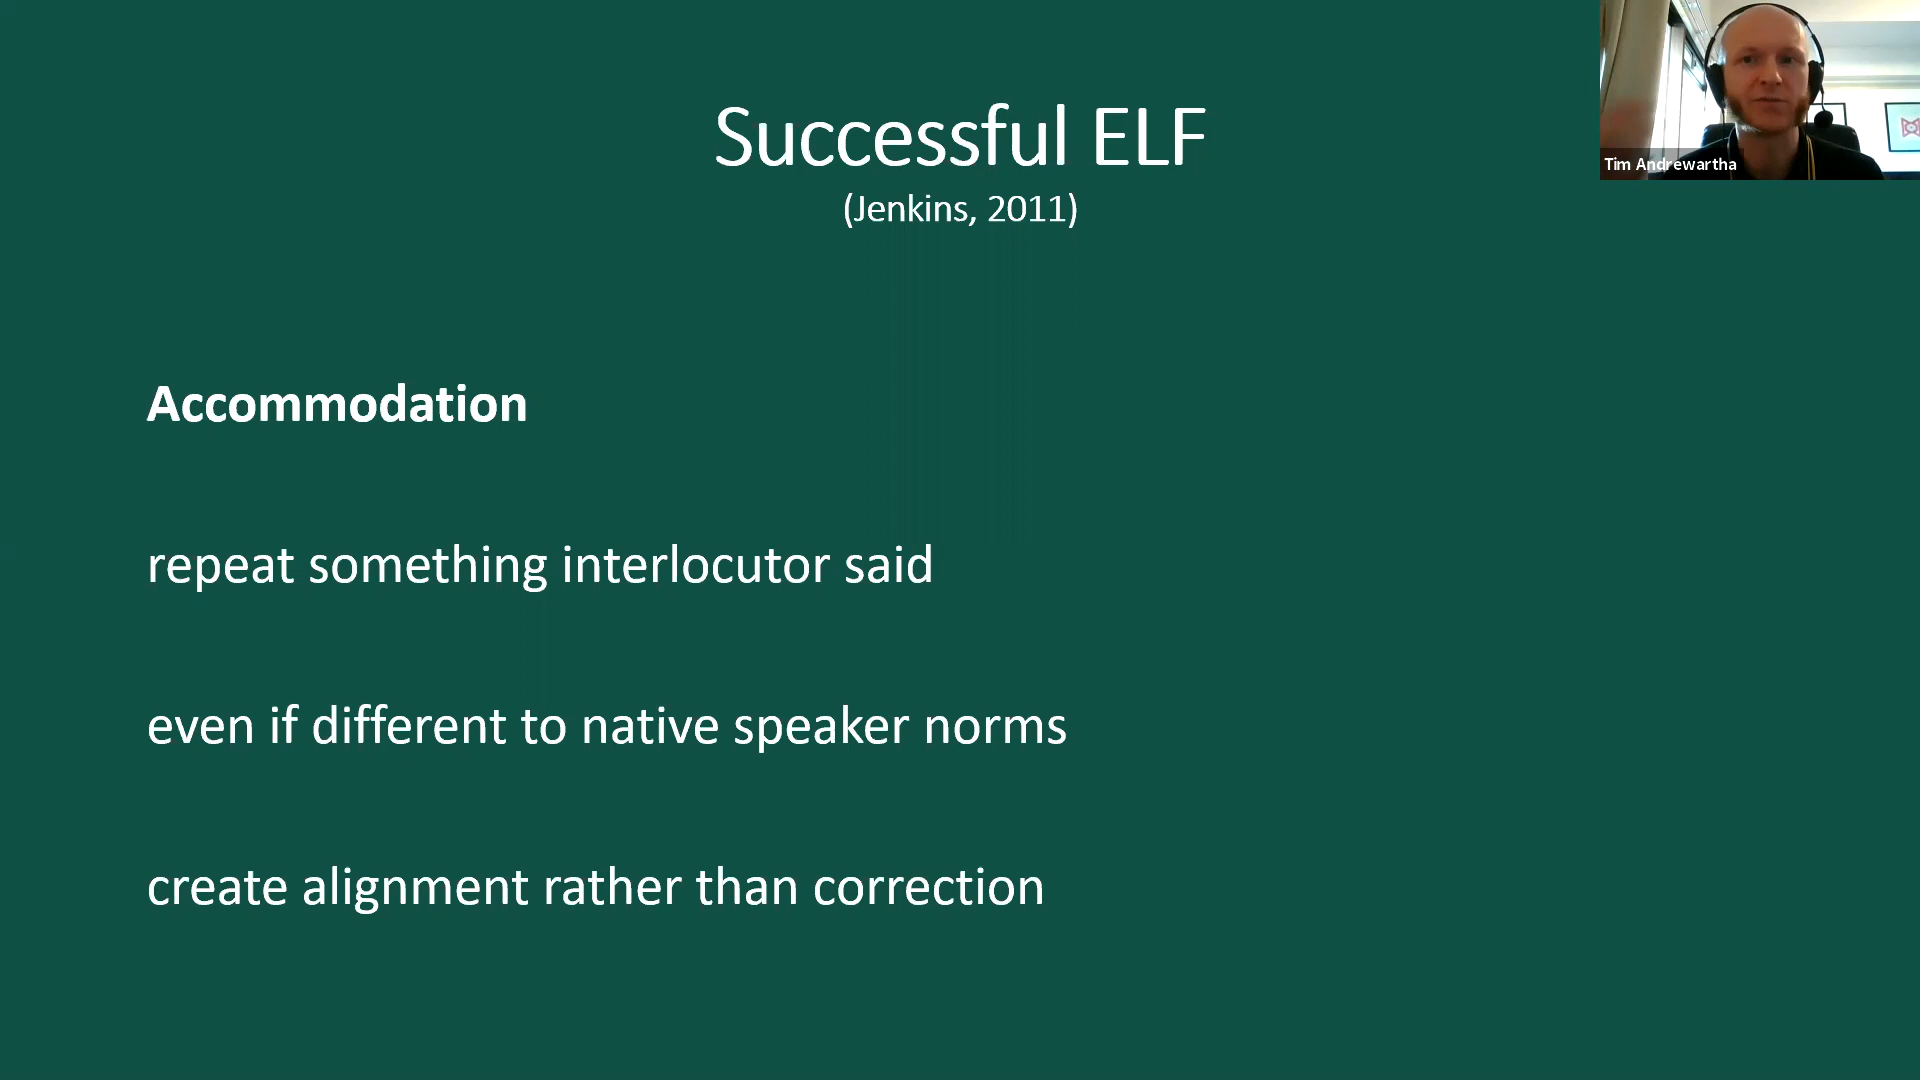 Successful ELF
(Jenkins, 2011)
Tim Andrewartha
Accommodation
repeat something interlocutor said
even if different to native speaker norms
create alignment rather than correction